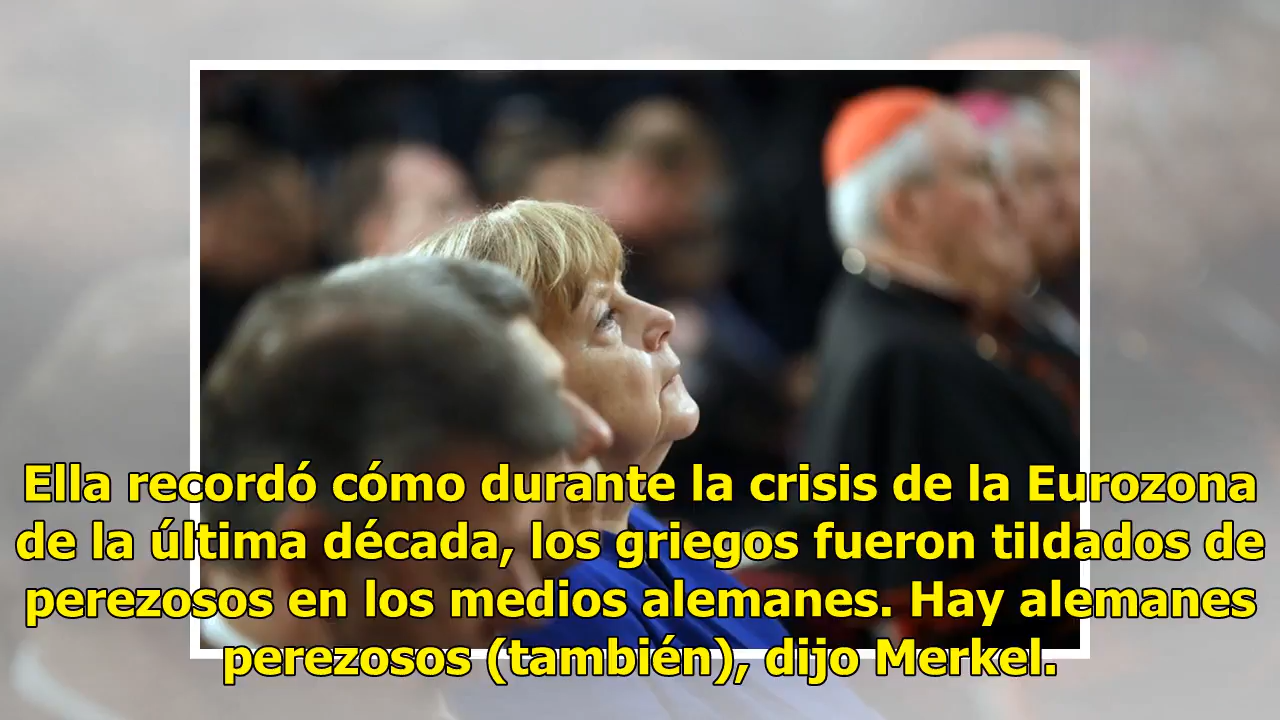 Ella recordó cómo durante la crisis de la Eurozona
de la última década, los griegos fueron tildados de
perezosos en los medios alemanes. Hay alemanes
perezosos (también), dijo Merkel.